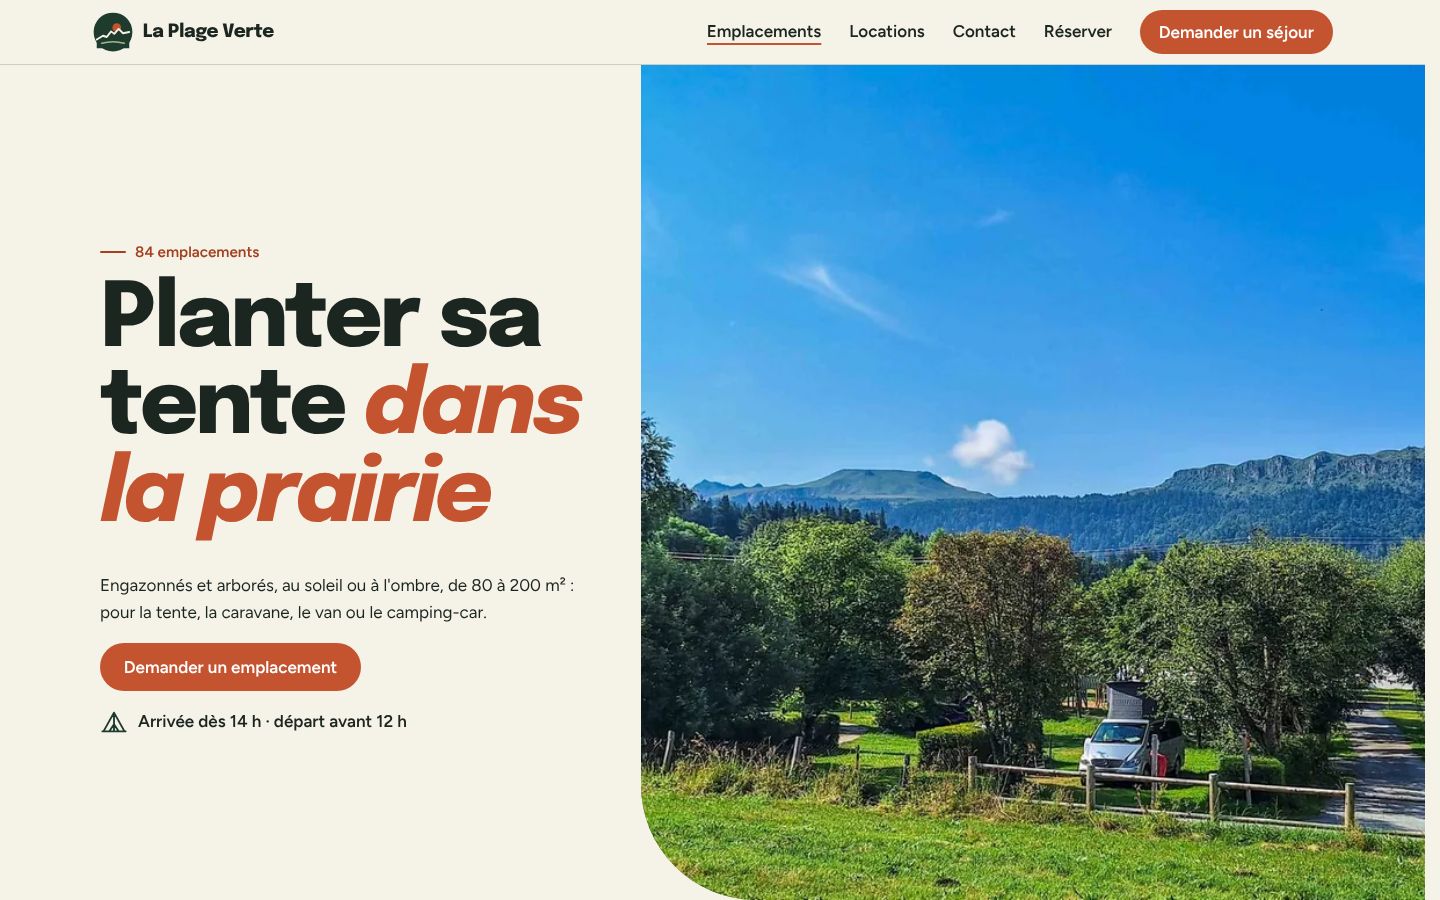 La Plage Verte
Emplacements
Locations
Contact
Réserver
Demander un séjour
84 emplacements
Planter sa
tente dans
la prairie
Engazonnés et arborés, au soleil ou à l'ombre, de 80 à 200 m² :
pour la tente, la caravane, le van ou le camping-car.
Demander un emplacement
Arrivée dès 14 h · départ avant 12 h